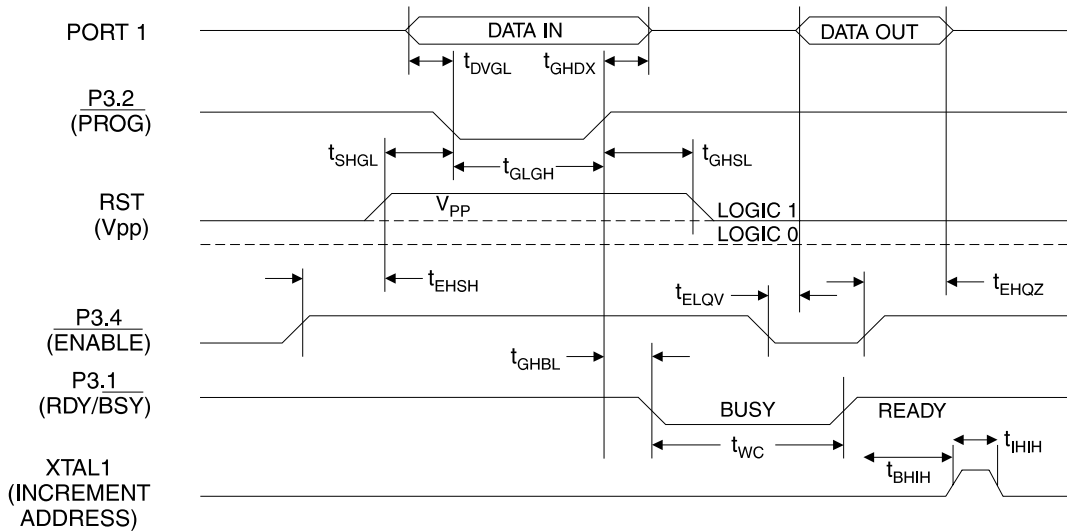 PORT 1
DATA IN
DATA OUT
tDVGL
tGHDX
P3.2
(PROG)
tSHGL
tGLGH
tGHSL
RST
(Vpp)
VPP
LOGIC 1
LOGIC 0
tEHSH
tELQV
tEHQZ
P3.4
(ENABLE)
tGHBL
P3.1
(RDY/BSY)
BUSY
READY
tWC
tIHIH
tBHIH
XTAL1
(INCREMENT
ADDRESS)